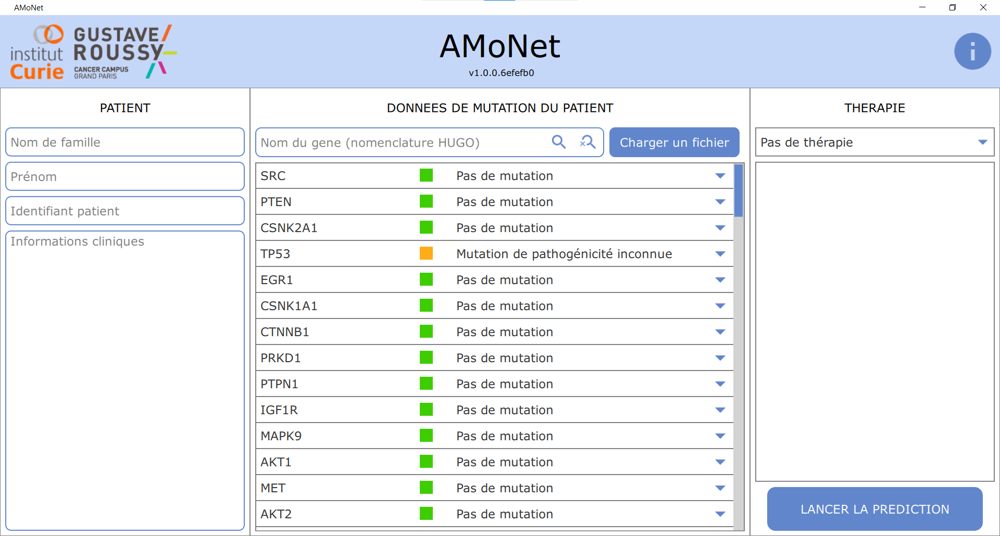 AMoNet
institut
Curie
GUSTAVE
ROUSSY
CANCER CAMPUS
GRAND PARIS
AMoNet
v1.0.0.6efefb0
i
PATIENT
Nom de famille
Prénom
Identifiant patient
Informations cliniques
DONNEES DE MUTATION DU PATIENT
Nom du gene (nomenclature HUGO)
Charger un fichier
SRC Pas de mutation
PTEN Pas de mutation
CSNK2A1 Pas de mutation
TP53 Mutation de pathogénicité inconnue
EGR1 Pas de mutation
CSNK1A1 Pas de mutation
CTNNB1 Pas de mutation
PRKD1 Pas de mutation
PTPN1 Pas de mutation
IGF1R Pas de mutation
MAPK9 Pas de mutation
AKT1 Pas de mutation
MET Pas de mutation
AKT2 Pas de mutation
THERAPIE
Pas de thérapie
LANCER LA PREDICTION